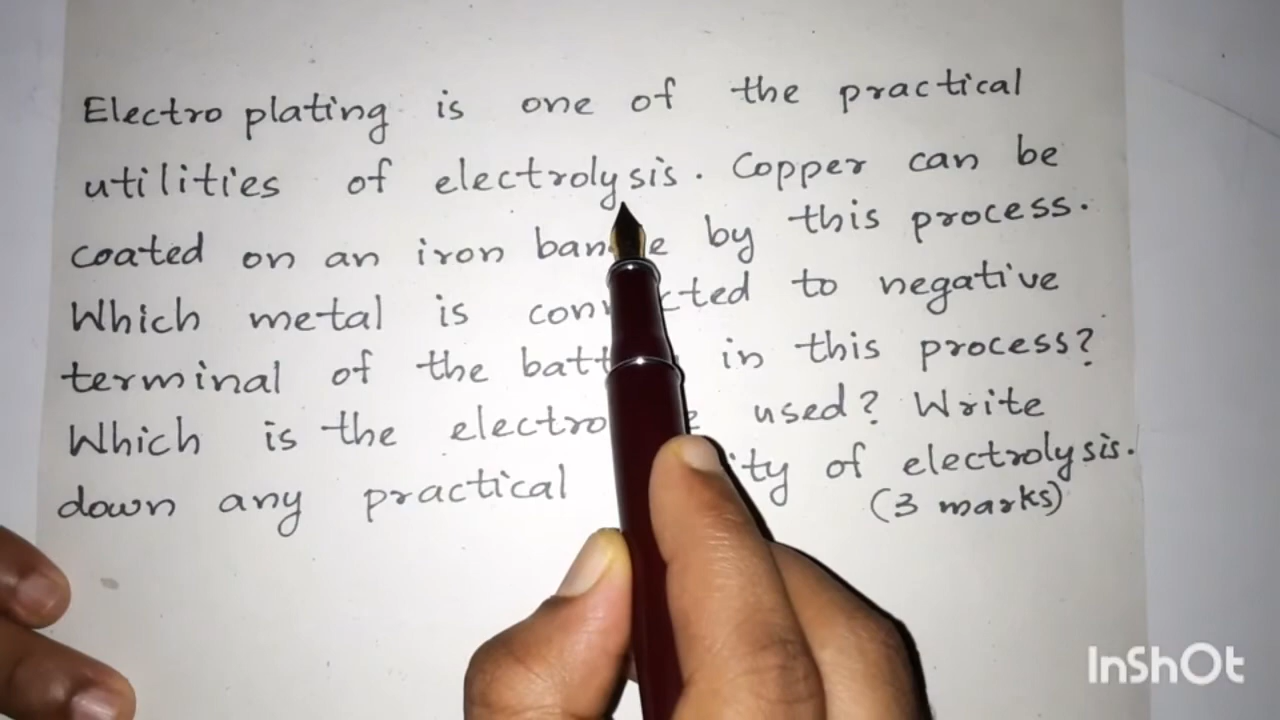 Electroplating is one of the practical
utilities of electrolysis. Copper can be
coated on an iron by this process.
Which metal is to negative
terminal of the in this process?
Which is the used? Write
down any practical of electrolysis.
(3 marks)
InShOt